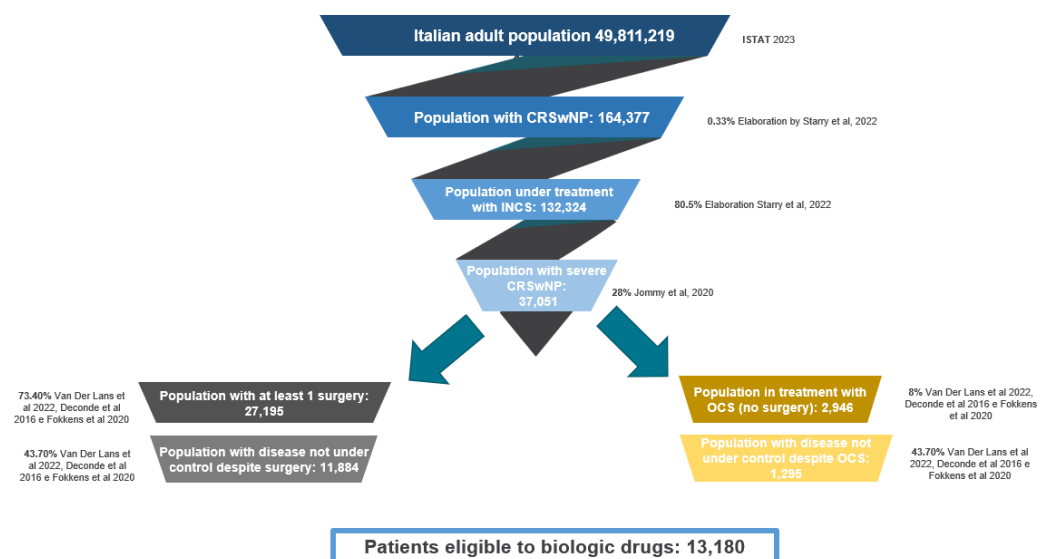 Italian adult population 49,811,219
ISTAT 2023
Population with CRSwNP: 164,377
0.33% Elaboration by Starry et al, 2022
Population under treatment
with INCS: 132,324
80.5% Elaboration Starry et al, 2022
Population with severe
CRSwNP:
37,051
28% Jommy et al, 2020
73.40% Van Der Lans et
al 2022, Deconde et al
2016 e Fokkens et al 2020
Population with at least 1 surgery:
27,195
Population in treatment with
OCS (no surgery): 2,946
8% Van Der Lans et al 2022,
Deconde et al 2016 e Fokkens
et al 2020
43.70% Van Der Lans et
al 2022, Deconde et al
2016 e Fokkens et al 2020
Population with disease not under
control despite surgery: 11,884
Population with disease not
under control despite OCS:
1,295
43.70% Van Der Lans et al
2022, Deconde et al 2016 e
Fokkens et al 2020
Patients eligible to biologic drugs: 13,180